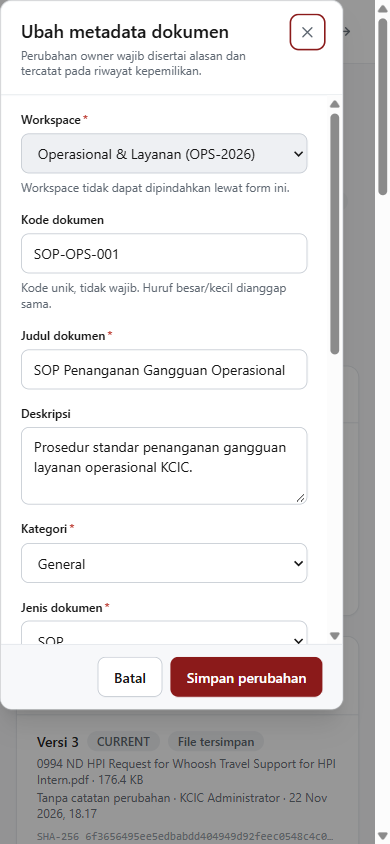 Ubah metadata dokumen
Perubahan owner wajib disertai alasan dan
tercatat pada riwayat kepemilikan.
Workspace *
Operasional & Layanan (OPS-2026)
Workspace tidak dapat dipindahkan lewat form ini.
Kode dokumen
SOP-OPS-001
Kode unik, tidak wajib. Huruf besar/kecil dianggap
sama.
Judul dokumen *
SOP Penanganan Gangguan Operasional
Deskripsi
Prosedur standar penanganan gangguan
layanan operasional KCIC.
Kategori *
General
Jenis dokumen *
SOP
Batal
Simpan perubahan
Versi 3 CURRENT File tersimpan
0994 ND HPI Request for Whoosh Travel Support for HPI
Intern.pdf · 176.4 KB
Tanpa catatan perubahan · KCIC Administrator · 22 Nov
2026, 18.17
SHA-256 6f3656495ee5edbabdd404949d92feec0548c4c0…